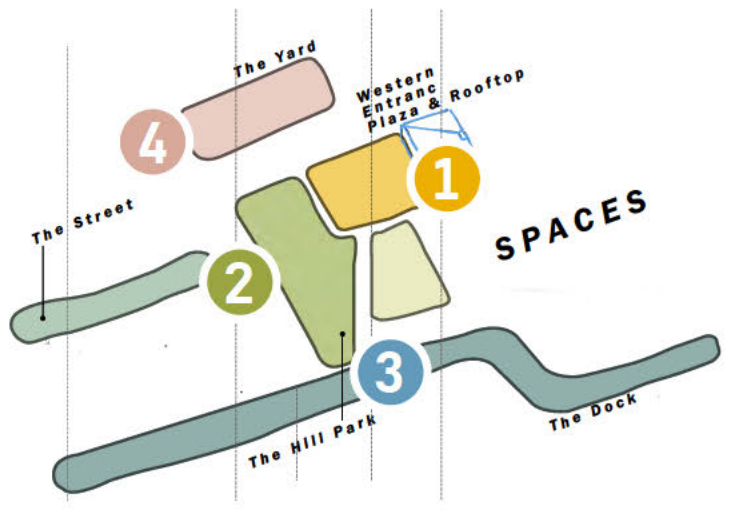 The Yard
Western
Entranc
Plaza & Rooftop
4
1
The Street
SPACES
2
3
The Dock
The Hill Park